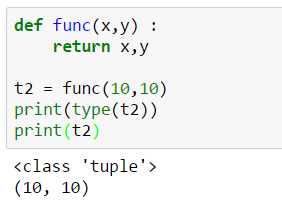 def func(x,y) :
    return x,y
t2 = func(10,10)
print(type(t2))
print(t2)
<class 'tuple'>
(10, 10)